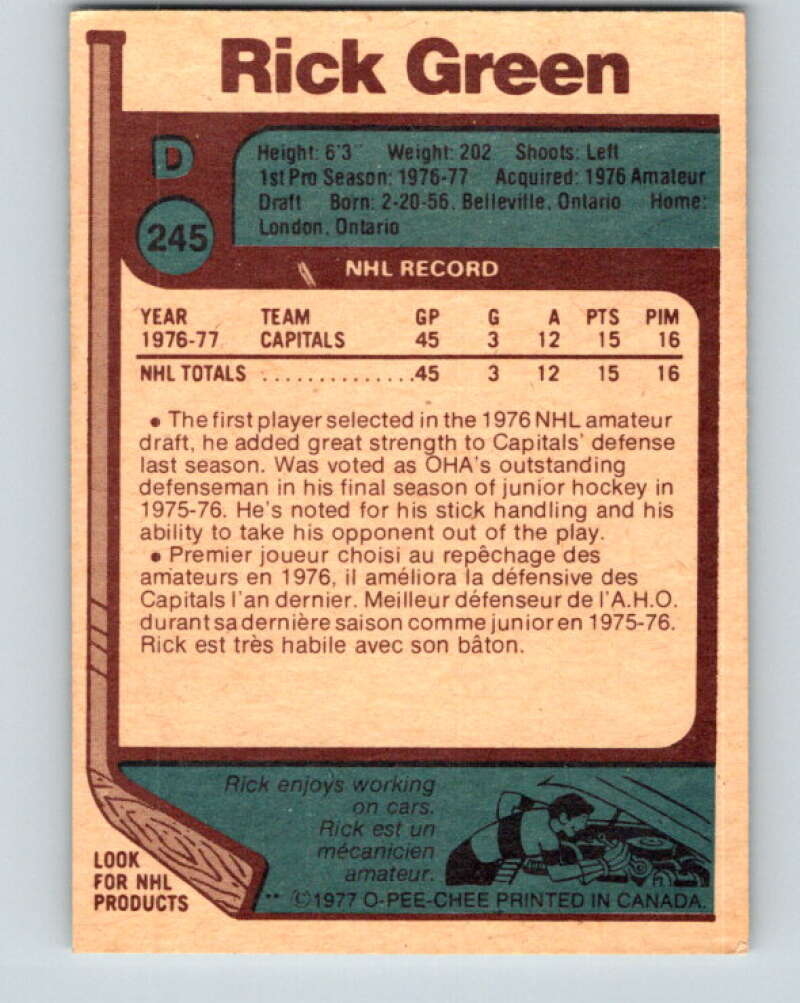 Rick Green
D
245
Height: 6'3" Weight: 202 Shoots: Left
1st Pro Season: 1976-77 Acquired: 1976 Amateur
Draft Born: 2-20-56, Belleville, Ontario Home:
London, Ontario
NHL RECORD
YEAR TEAM GP G A PTS PIM
1976-77 CAPITALS 45 3 12 15 16
NHL TOTALS ..............45 3 12 15 16
• The first player selected in the 1976 NHL amateur
draft, he added great strength to Capitals' defense
last season. Was voted as OHA's outstanding
defenseman in his final season of junior hockey in
1975-76. He's noted for his stick handling and his
ability to take his opponent out of the play.
• Premier joueur choisi au repêchage des
amateurs en 1976, il améliora la défensive des
Capitals l'an dernier. Meilleur défenseur de l'A.H.O.
durant sa dernière saison comme junior en 1975-76.
Rick est très habile avec son bâton.
Rick enjoys working
on cars.
Rick est un
mécanicien
amateur.
LOOK
FOR NHL
PRODUCTS
** ©1977 O-PEE-CHEE PRINTED IN CANADA.